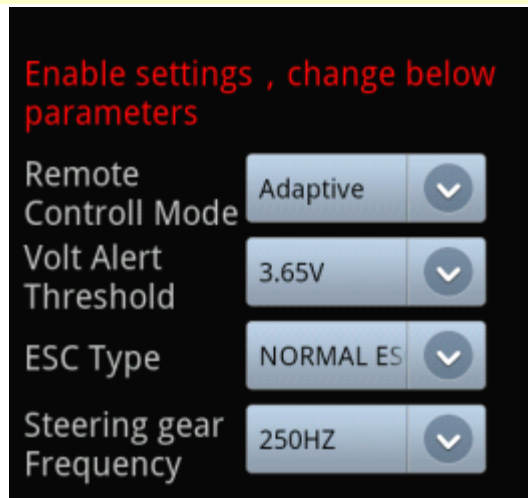 Enable settings , change below
parameters
Remote
Controll Mode
Adaptive
Volt Alert
Threshold
3.65V
ESC Type
NORMAL ES
Steering gear
Frequency
250HZ